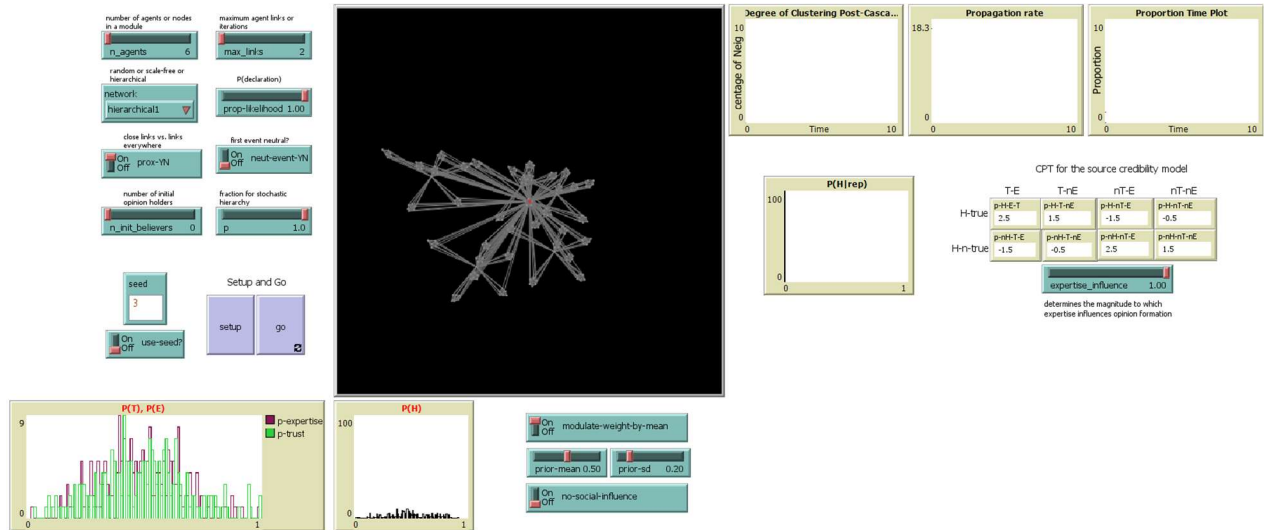 number of agents or nodes
in a module
n_agents 6
maximum agent links or
iterations
max_links 2
random or scale-free or
hierarchical
network
hierarchical1
P(declaration)
prop-likelihood 1.00
close links vs. links
everywhere
On
Off
prox-YN
first event neutral?
On
Off
neut-event-YN
number of initial
opinion holders
n_init_believers 0
fraction for stochastic
hierarchy
p 1.0
seed
3
On
Off
use-seed?
Setup and Go
setup
go
Degree of Clustering Post-Casca...
centage of Neig
10
0
0 Time 10
Propagation rate
18.3
0
0 10
Proportion Time Plot
Proportion
10
0
0 Time 10
P(H|rep)
100
0
0 1
CPT for the source credibility model
T-E T-nE nT-E nT-nE
H-true
p-H-E-T p-H-T-nE p-H-nT-E p-H-nT-nE
2.5 1.5 -1.5 -0.5
H-n-true
p-nH-T-E p-nH-T-nE p-nH-nT-E p-nH-nT-nE
-1.5 -0.5 2.5 1.5
expertise_influence 1.00
determines the magnitude to which
expertise influences opinion formation
P(T), P(E)
9
0
0 1
p-expertise
p-trust
P(H)
100
0
0 1
On
Off
modulate-weight-by-mean
prior-mean 0.50
prior-sd 0.20
On
Off
no-social-influence